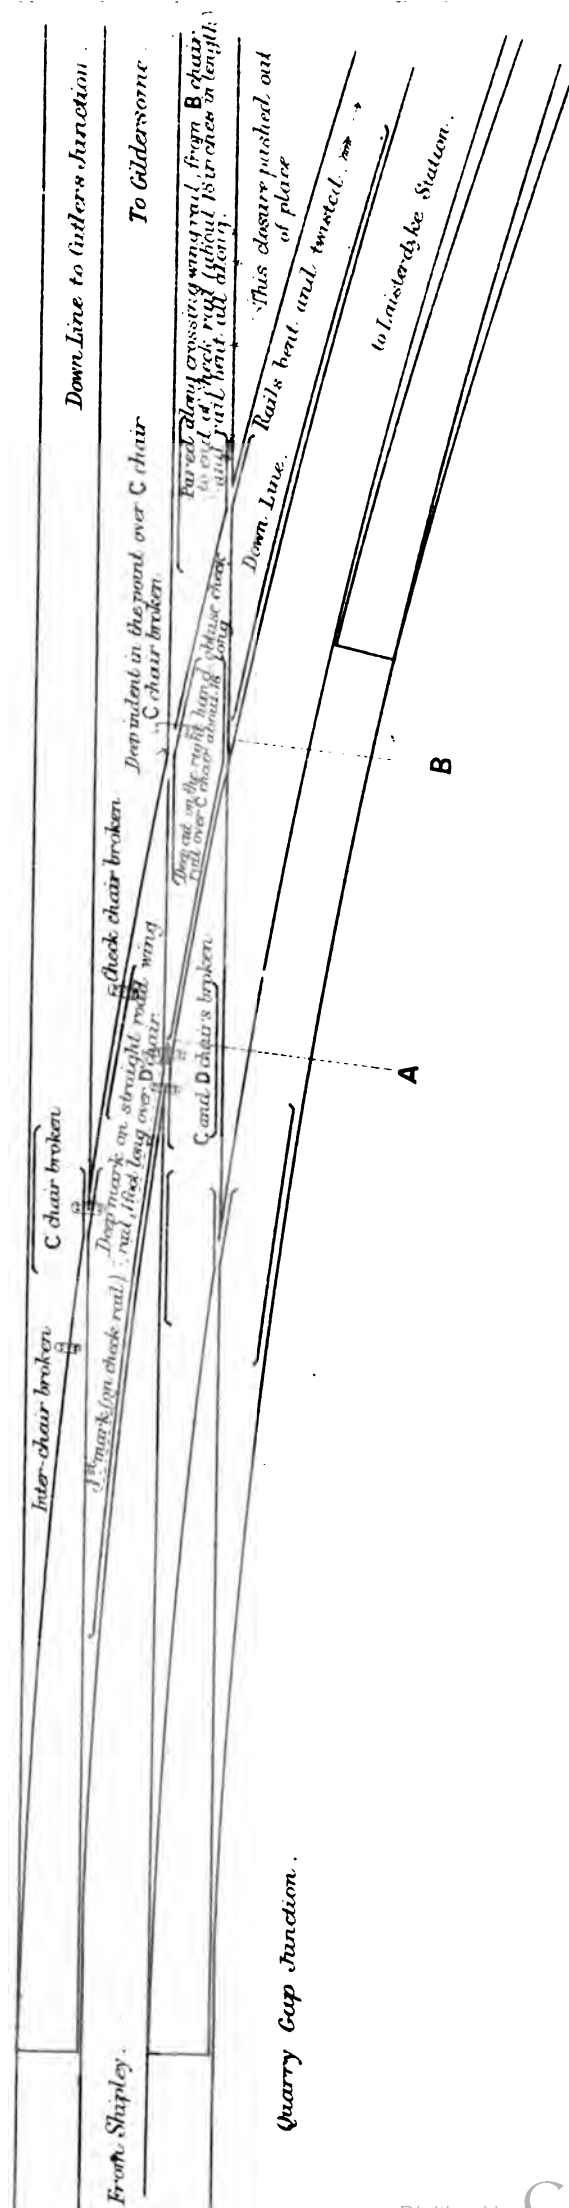 Down Line to Cutlers Junction.
To Gildersome.
Pared along crossing wing rail, from B chair
to end of check rail (about 18 inches in length)
and rail bent all along.
This closure pushed out
of place
Rails bent and twisted.
to Laisterdyke Station.
Down Line.
Deep indent in the point over C chair
C chair broken
Deep cut on the right hand obtuse check
rail over C chair about 18" long
Check chair broken
Deep mark on straight road wing
rail, 1 foot long over D chair.
C and D chairs broken
B
A
C chair broken
Inter-chair broken
1st mark (on check rail)
From Shipley.
Quarry Gap Junction.